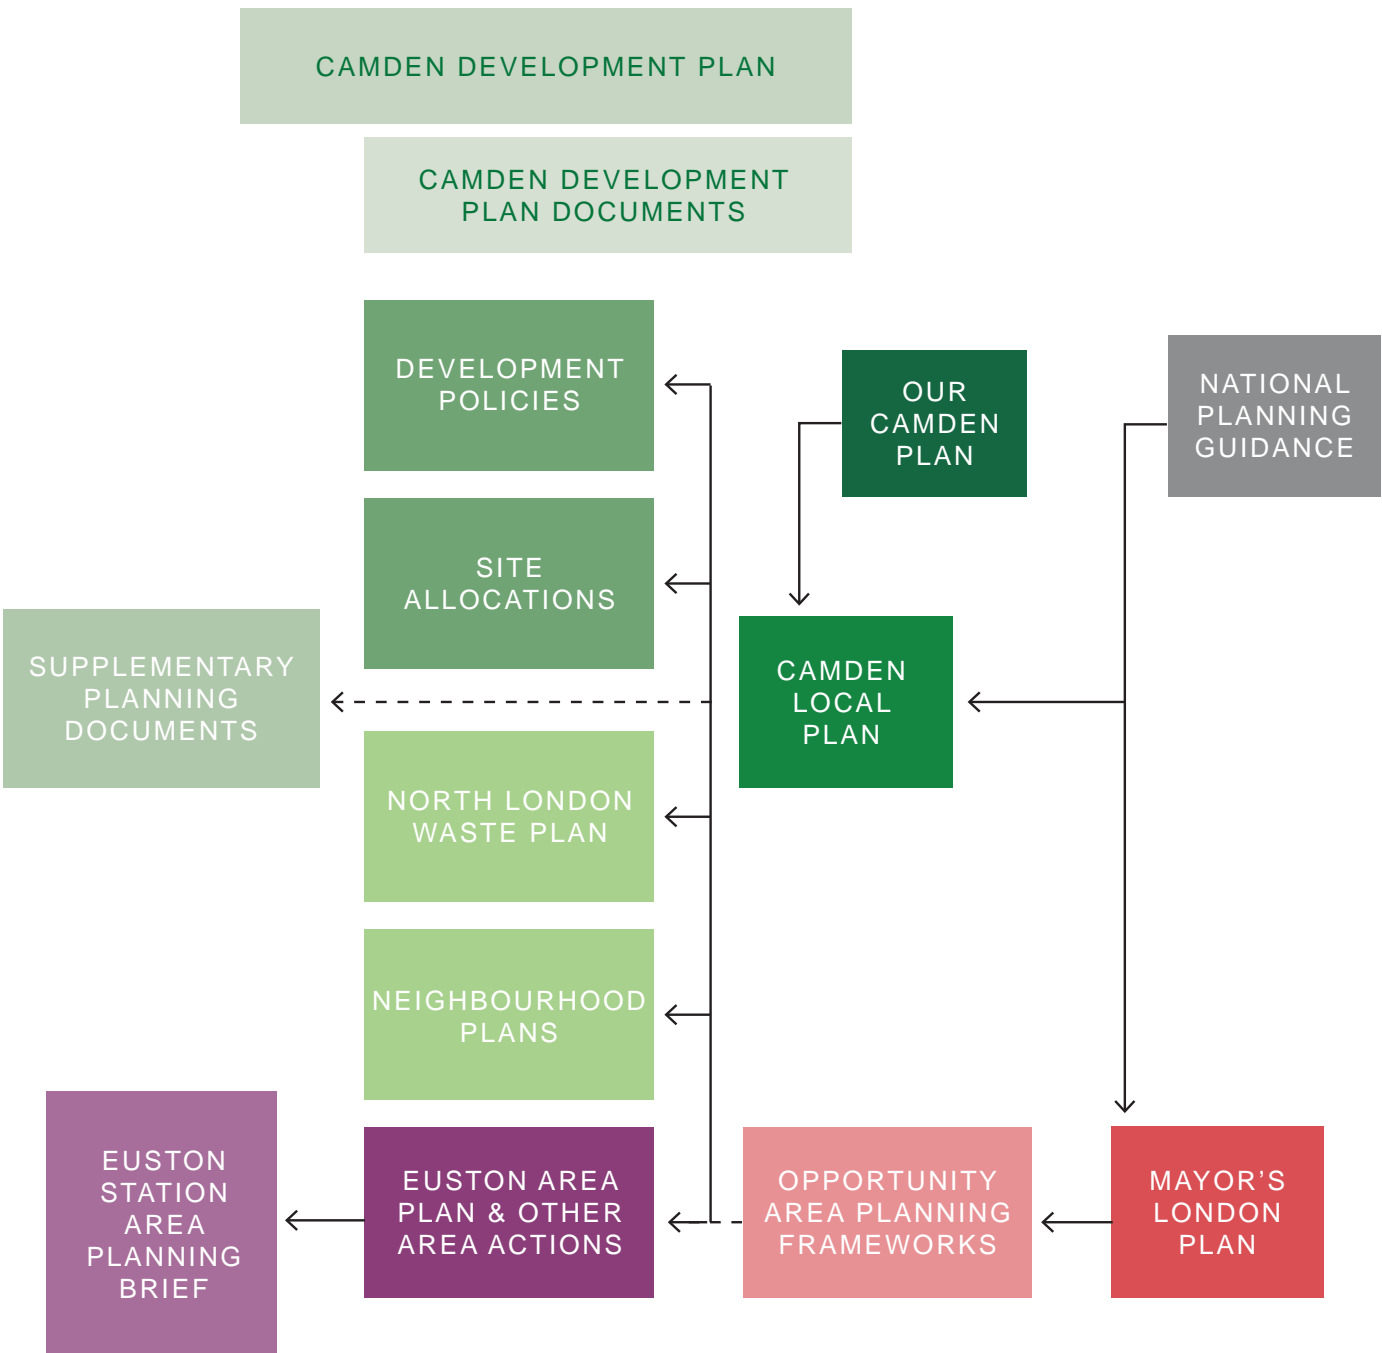 CAMDEN DEVELOPMENT PLAN
CAMDEN DEVELOPMENT
PLAN DOCUMENTS
DEVELOPMENT
POLICIES
OUR
CAMDEN
PLAN
NATIONAL
PLANNING
GUIDANCE
SITE
ALLOCATIONS
SUPPLEMENTARY
PLANNING
DOCUMENTS
CAMDEN
LOCAL
PLAN
NORTH LONDON
WASTE PLAN
NEIGHBOURHOOD
PLANS
EUSTON
STATION
AREA
PLANNING
BRIEF
EUSTON AREA
PLAN & OTHER
AREA ACTIONS
OPPORTUNITY
AREA PLANNING
FRAMEWORKS
MAYOR’S
LONDON
PLAN